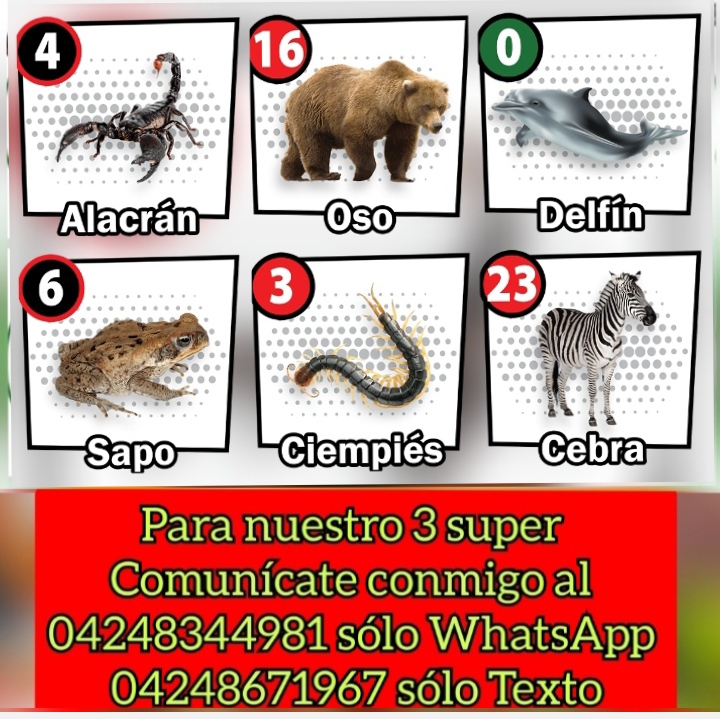 4
16
0
Alacrán
Oso
Delfín
6
3
23
Sapo
Ciempiés
Cebra
Para nuestro 3 super
Comunícate conmigo al
04248344981 sólo WhatsApp
04248671967 sólo Texto